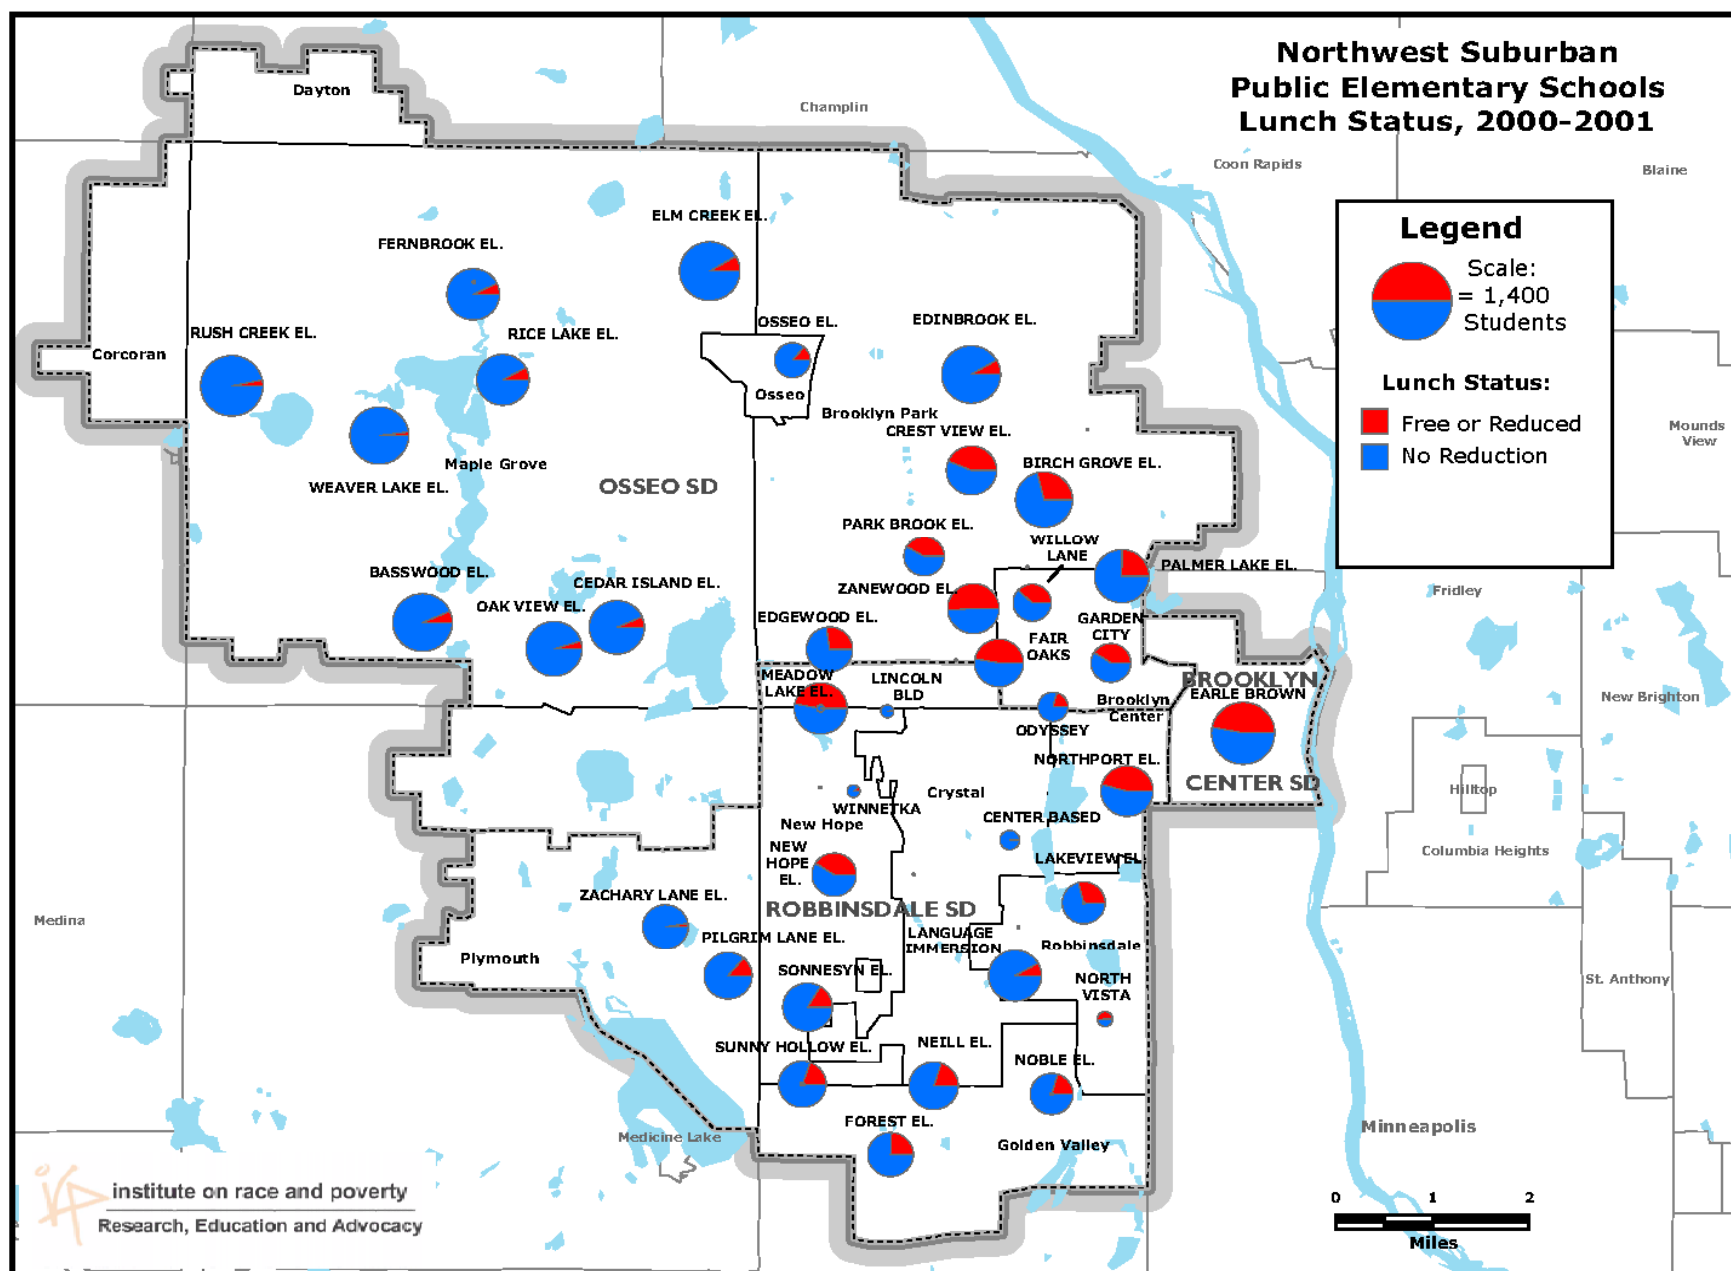 Northwest Suburban
Public Elementary Schools
Lunch Status, 2000-2001
Dayton
Champlin
Coon Rapids
Blaine
Legend
Scale:
= 1,400
Students
Lunch Status:
Free or Reduced
No Reduction
ELM CREEK EL.
FERNBROOK EL.
RUSH CREEK EL.
RICE LAKE EL.
OSSEO EL.
EDINBROOK EL.
Corcoran
Osseo
Brooklyn Park
CREST VIEW EL.
Mounds
View
Maple Grove
BIRCH GROVE EL.
WEAVER LAKE EL.
OSSEO SD
PARK BROOK EL.
WILLOW
LANE
PALMER LAKE EL.
BASSWOOD EL.
CEDAR ISLAND EL.
ZANEWOOD EL.
Fridley
OAK VIEW EL.
EDGEWOOD EL.
GARDEN
CITY
FAIR
OAKS
MEADOW
LAKE EL.
LINCOLN
BLD
BROOKLYN
EARLE BROWN
New Brighton
Brooklyn
Center
ODYSSEY
NORTHPORT EL.
CENTER SD
Hilltop
WINNETKA
Crystal
New Hope
CENTER BASED
NEW
HOPE
EL.
LAKEVIEW EL
Columbia Heights
ZACHARY LANE EL.
ROBBINSDALE SD
Medina
PILGRIM LANE EL.
LANGUAGE
IMMERSION
Robbinsdale
Plymouth
SONNESYN EL.
NORTH
VISTA
St. Anthony
SUNNY HOLLOW EL.
NEILL EL.
NOBLE EL.
FOREST EL.
Medicine Lake
Golden Valley
Minneapolis
institute on race and poverty
Research, Education and Advocacy
0 1 2
Miles